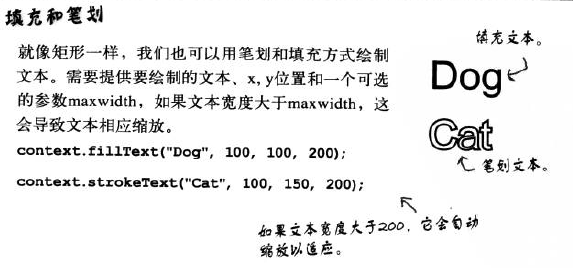 填充和笔划
就像矩形一样，我们也可以用笔划和填充方式绘制
文本。需要提供要绘制的文本、x, y位置和一个可选
的参数maxwidth，如果文本宽度大于maxwidth，这
会导致文本相应缩放。
context.fillText("Dog", 100, 100, 200);
context.strokeText("Cat", 100, 150, 200);
填充文本。
Dog
Cat
笔划文本。
如果文本宽度大于200，它会自动
缩放以适应。